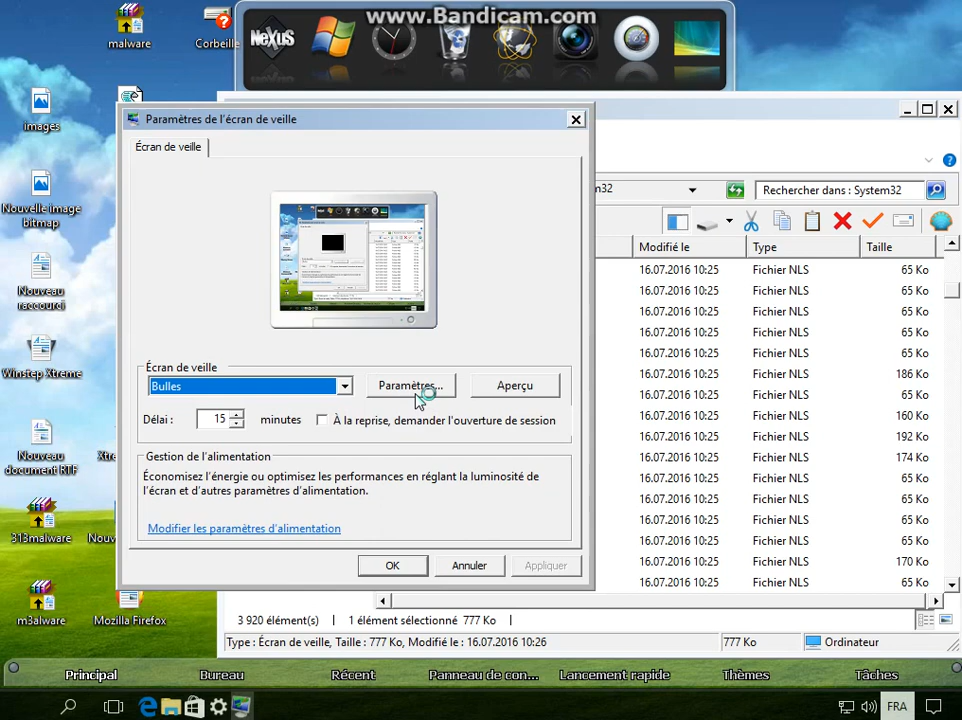 www.Bandicam.com
malware
Corbeille
NeXuS
images
Nouvelle image
bitmap
Nouveau
raccourci
Winstep Xtreme
Nouveau
document RTF
Xtre
313malware
Nouv
m3alware
Mozilla Firefox
Paramètres de l'écran de veille
Écran de veille
Écran de veille
Bulles
Paramètres...
Aperçu
Délai :
15
minutes
À la reprise, demander l'ouverture de session
Gestion de l'alimentation
Économisez l'énergie ou optimisez les performances en réglant la luminosité de
l'écran et d'autres paramètres d'alimentation.
Modifier les paramètres d'alimentation
OK
Annuler
Appliquer
m32
Rechercher dans : System32
Modifié le
Type
Taille
16.07.2016 10:25 Fichier NLS 65 Ko
16.07.2016 10:25 Fichier NLS 65 Ko
16.07.2016 10:25 Fichier NLS 65 Ko
16.07.2016 10:25 Fichier NLS 65 Ko
16.07.2016 10:25 Fichier NLS 65 Ko
16.07.2016 10:25 Fichier NLS 186 Ko
16.07.2016 10:25 Fichier NLS 65 Ko
16.07.2016 10:25 Fichier NLS 160 Ko
16.07.2016 10:25 Fichier NLS 192 Ko
16.07.2016 10:25 Fichier NLS 174 Ko
16.07.2016 10:25 Fichier NLS 65 Ko
16.07.2016 10:25 Fichier NLS 65 Ko
16.07.2016 10:25 Fichier NLS 65 Ko
16.07.2016 10:25 Fichier NLS 65 Ko
16.07.2016 10:25 Fichier NLS 170 Ko
16.07.2016 10:25 Fichier NLS 65 Ko
3 920 élément(s)
1 élément sélectionné 777 Ko
Type : Écran de veille, Taille : 777 Ko, Modifié le : 16.07.2016 10:26
777 Ko
Ordinateur
Principal
Bureau
Récent
Panneau de con...
Lancement rapide
Thèmes
Tâches
FRA